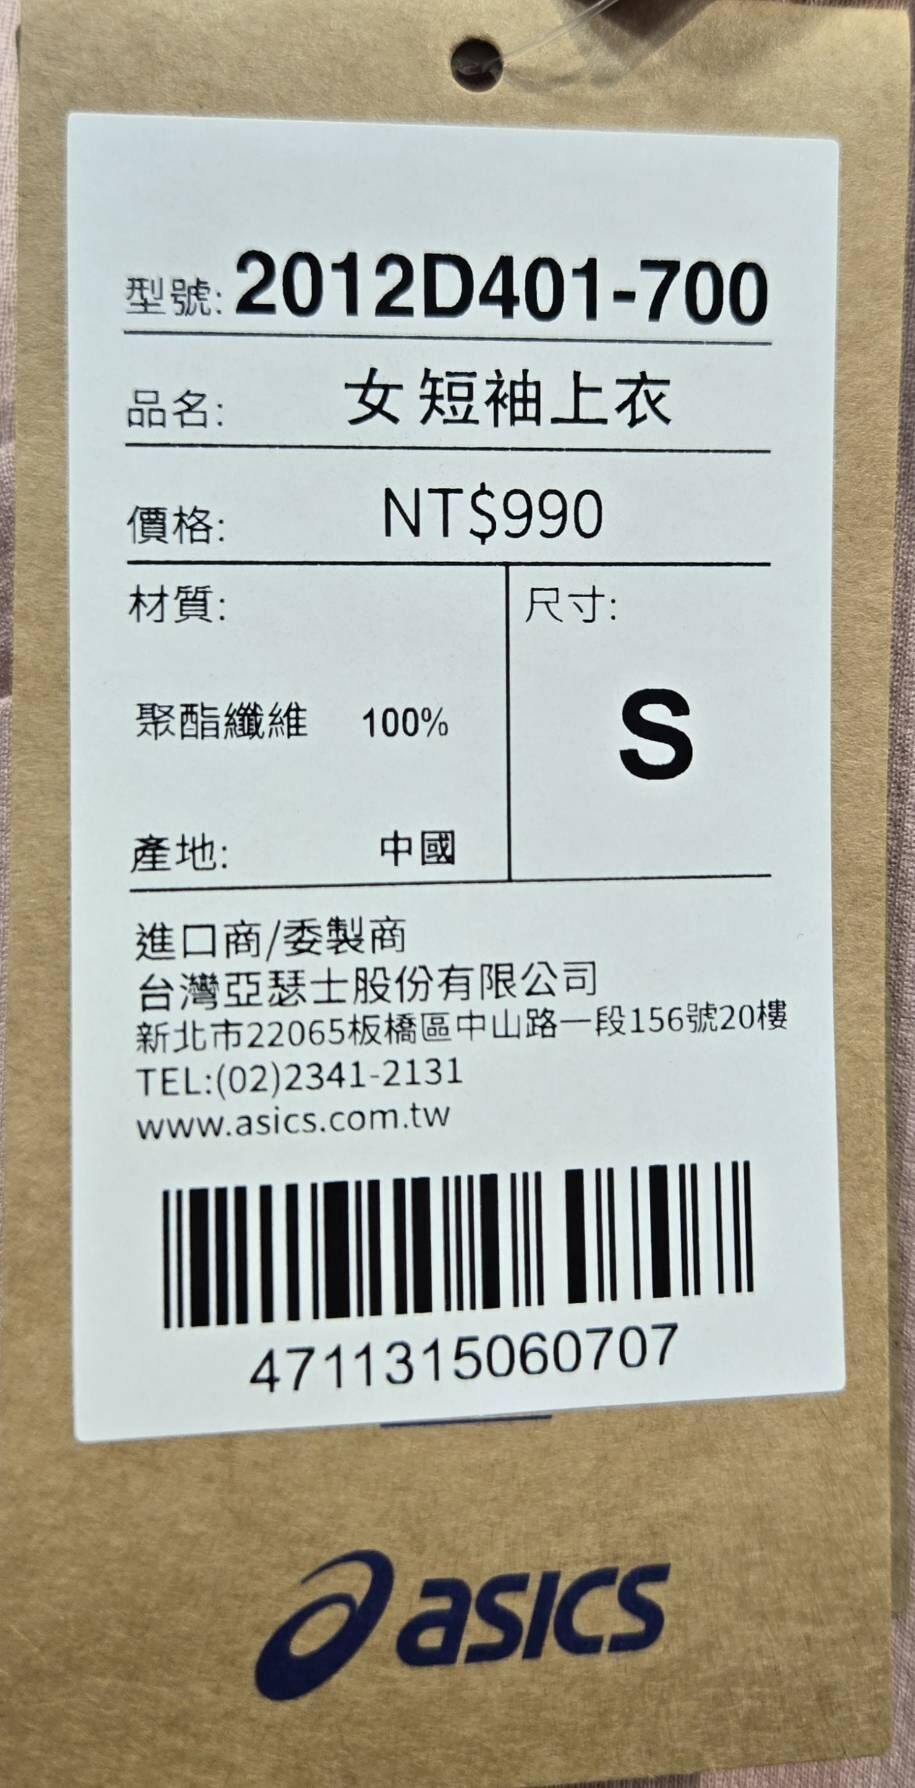 型號: 2012D401-700
品名: 女短袖上衣
價格: NT$990
材質:
聚酯纖維 100%
產地: 中國
尺寸:
S
進口商/委製商
台灣亞瑟士股份有限公司
新北市22065板橋區中山路一段156號20樓
TEL:(02)2341-2131
www.asics.com.tw
4711315060707
asics